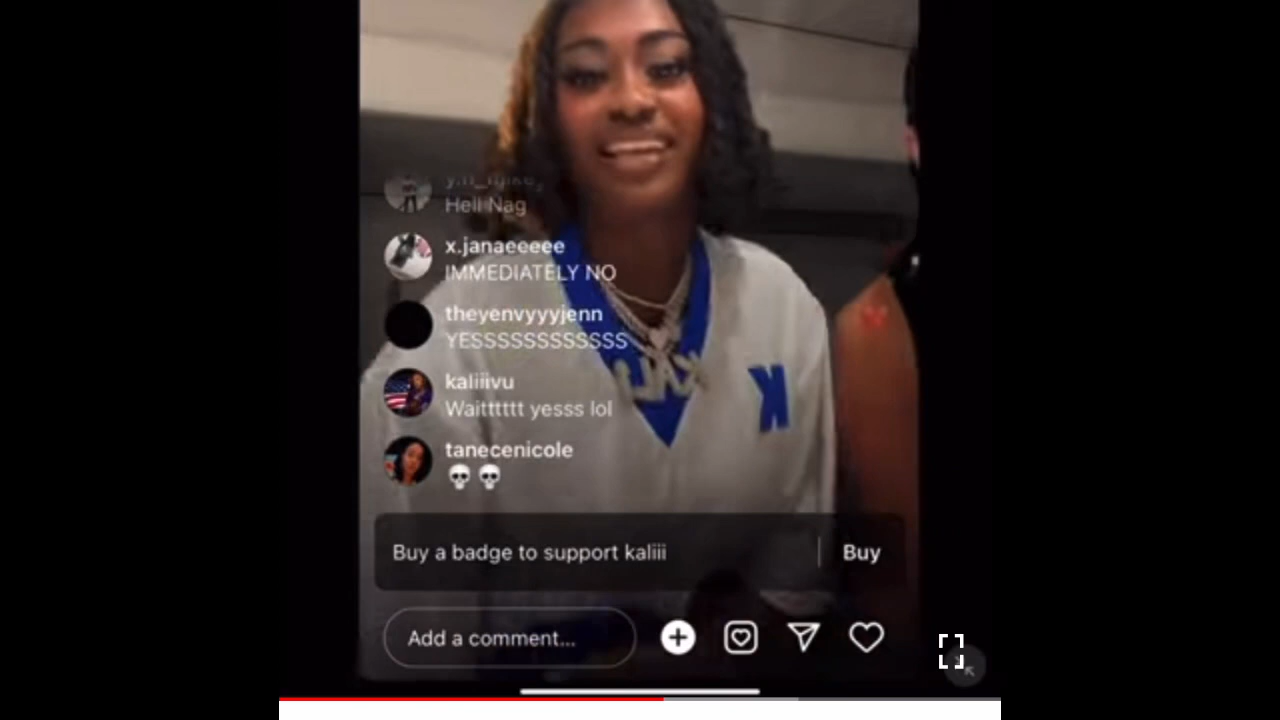 Hell Nag
x.janaeeeee
IMMEDIATELY NO
theyenvyyyjenn
YESSSSSSSSSSSS
kaliiivu
Waitttttt yesss lol
tanecenicole
💀💀
K
Buy a badge to support kaliii
Buy
Add a comment...